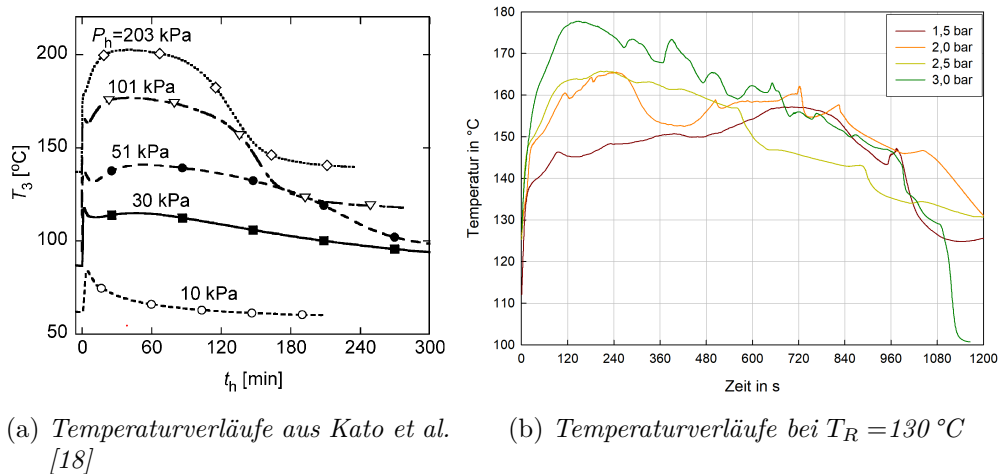 P_h=203 kPa
101 kPa
51 kPa
30 kPa
10 kPa
200
150
100
50
T_3 [°C]
0 60 120 180 240 300
t_h [min]
1,5 bar
2,0 bar
2,5 bar
3,0 bar
180
170
160
150
140
130
120
110
100
Temperatur in °C
0 120 240 360 480 600 720 840 960 1080 1200
Zeit in s
(a) Temperaturverläufe aus Kato et al.
[18]
(b) Temperaturverläufe bei T_R =130 °C